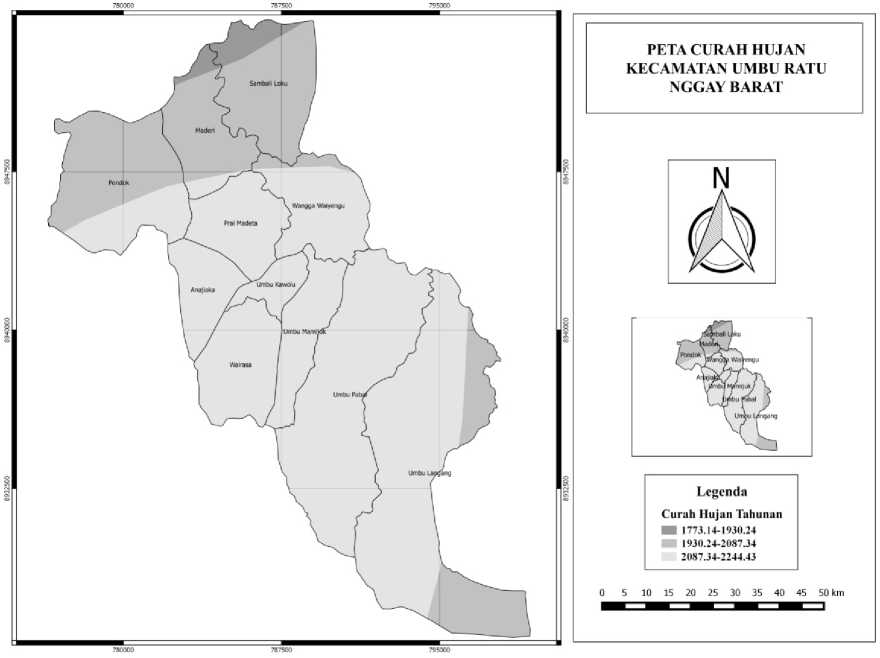 780000
787500
795000
Sambali Loku
Maderi
8947500
8947500
Pondok
Wangga Waiyengu
Prai Madeta
Umbu Kawolu
Anajiaka
8940000
8940000
Umbu Mamijuk
Wairasa
Umbu Pabal
Umbu Langang
8932500
8932500
780000
787500
795000
PETA CURAH HUJAN
KECAMATAN UMBU RATU
NGGAY BARAT
N
Sambali Loku
Maderi
Pondok
Wangga Waiyengu
Anajiaka
Umbu Mamijuk
Umbu Pabal
Umbu Langang
Legenda
Curah Hujan Tahunan
1773.14-1930.24
1930.24-2087.34
2087.34-2244.43
0 5 10 15 20 25 30 35 40 45 50 km